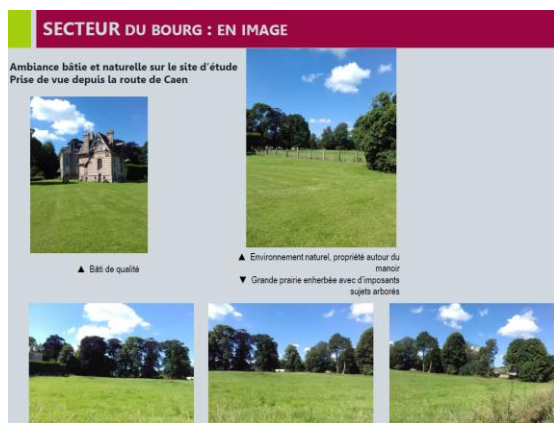 SECTEUR DU BOURG : EN IMAGE
Ambiance bâtie et naturelle sur le site d'étude
Prise de vue depuis la route de Caen
▲ Bâti de qualité
▲ Environnement naturel, propriété autour du
manoir
▼ Grande prairie enherbée avec d'imposants
sujets arborés